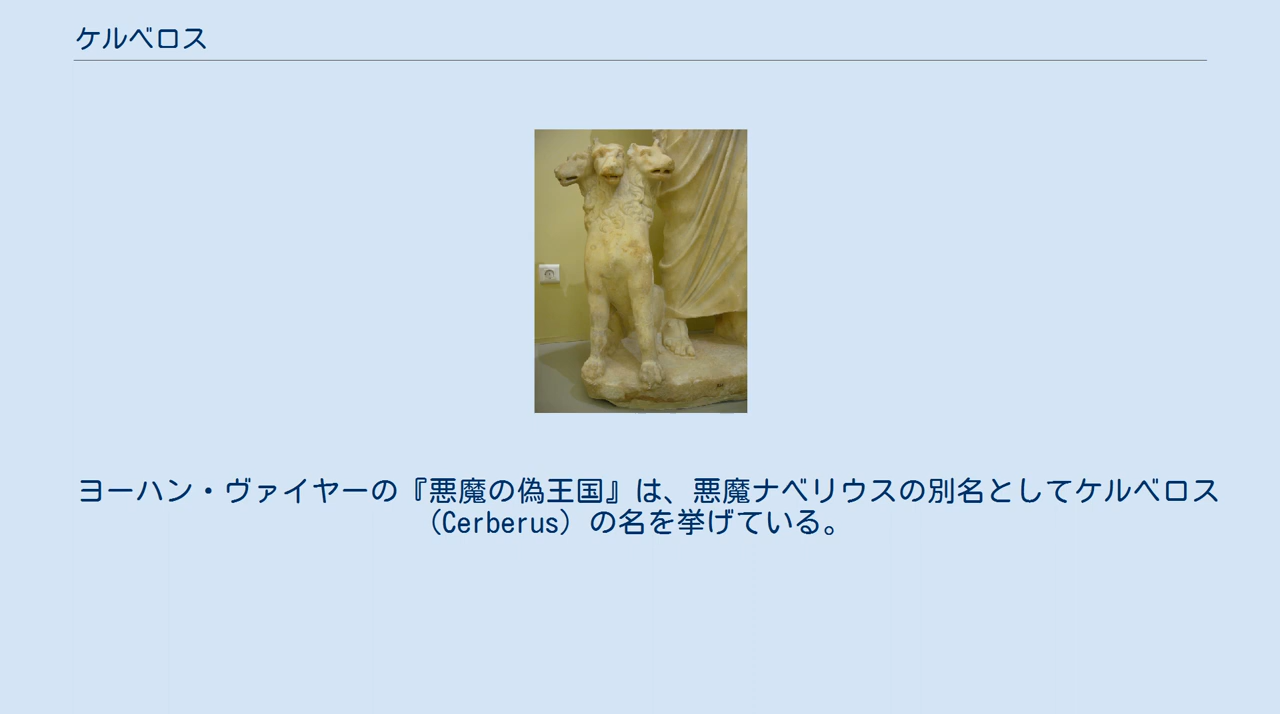 ケルベロス
ヨーハン・ヴァイヤーの『悪魔の偽王国』は、悪魔ナベリウスの別名としてケルベロス
（Cerberus）の名を挙げている。